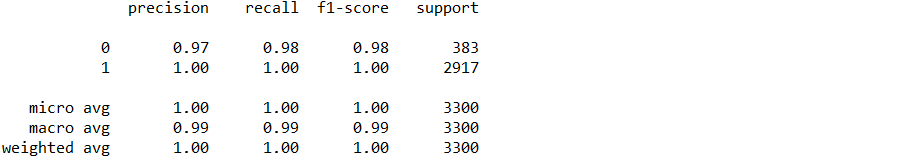 precision recall f1-score support
0 0.97 0.98 0.98 383
1 1.00 1.00 1.00 2917
micro avg 1.00 1.00 1.00 3300
macro avg 0.99 0.99 0.99 3300
weighted avg 1.00 1.00 1.00 3300